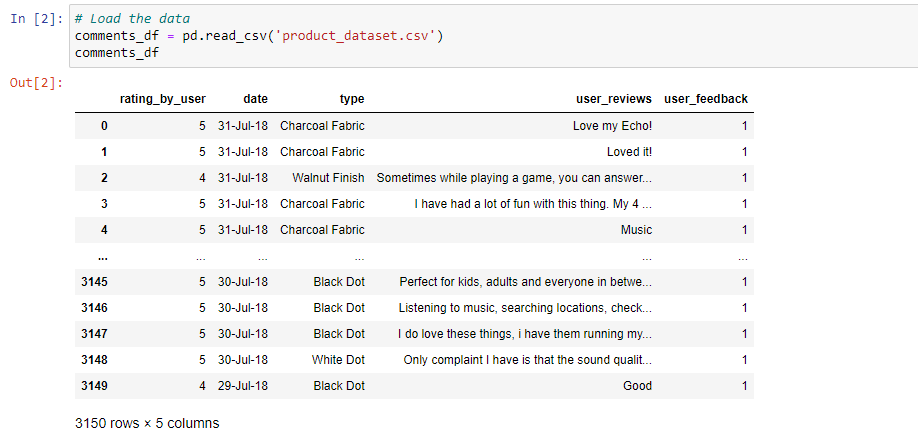 In [2]: # Load the data
comments_df = pd.read_csv('product_dataset.csv')
comments_df
Out[2]:
rating_by_user date type user_reviews user_feedback
0 5 31-Jul-18 Charcoal Fabric Love my Echo! 1
1 5 31-Jul-18 Charcoal Fabric Loved it! 1
2 4 31-Jul-18 Walnut Finish Sometimes while playing a game, you can answer... 1
3 5 31-Jul-18 Charcoal Fabric I have had a lot of fun with this thing. My 4 ... 1
4 5 31-Jul-18 Charcoal Fabric Music 1
... ... ... ... ... ...
3145 5 30-Jul-18 Black Dot Perfect for kids, adults and everyone in betwe... 1
3146 5 30-Jul-18 Black Dot Listening to music, searching locations, check... 1
3147 5 30-Jul-18 Black Dot I do love these things, i have them running my... 1
3148 5 30-Jul-18 White Dot Only complaint I have is that the sound qualit... 1
3149 4 29-Jul-18 Black Dot Good 1
3150 rows × 5 columns